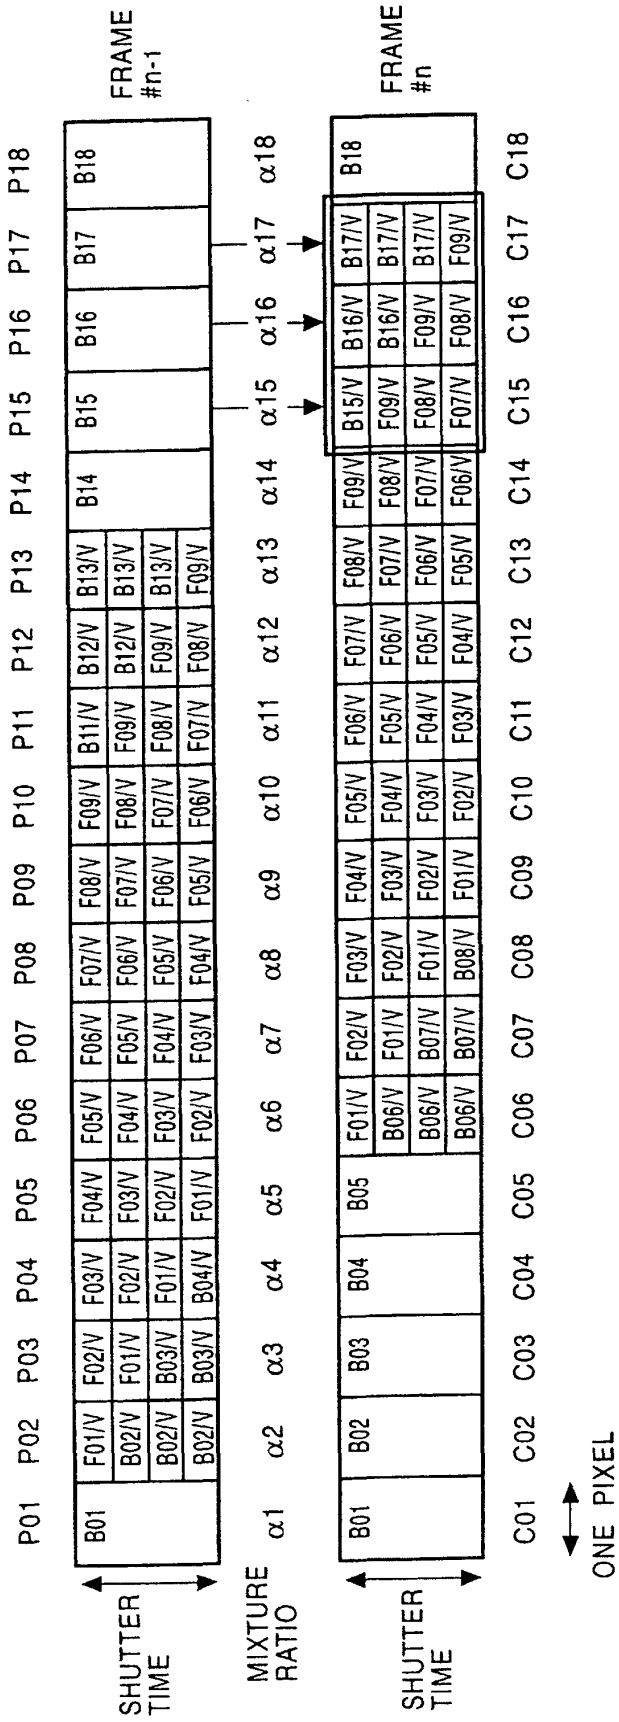 P01 P02 P03 P04 P05 P06 P07 P08 P09 P10 P11 P12 P13 P14 P15 P16 P17 P18
SHUTTER
TIME
B01 F01/V F02/V F03/V F04/V F05/V F06/V F07/V F08/V F09/V B11/V B12/V B13/V B14 B15 B16 B17 B18
B02/V F01/V F02/V F03/V F04/V F05/V F06/V F07/V F08/V F09/V B12/V B13/V
B02/V B03/V F01/V F02/V F03/V F04/V F05/V F06/V F07/V F08/V F09/V B13/V
B02/V B03/V B04/V F01/V F02/V F03/V F04/V F05/V F06/V F07/V F08/V F09/V
FRAME
#n-1
MIXTURE
RATIO
α1 α2 α3 α4 α5 α6 α7 α8 α9 α10 α11 α12 α13 α14 α15 α16 α17 α18
SHUTTER
TIME
B01 B02 B03 B04 B05 F01/V F02/V F03/V F04/V F05/V F06/V F07/V F08/V F09/V B15/V B16/V B17/V B18
B06/V F01/V F02/V F03/V F04/V F05/V F06/V F07/V F08/V F09/V B16/V B17/V
B06/V B07/V F01/V F02/V F03/V F04/V F05/V F06/V F07/V F08/V F09/V B17/V
B06/V B07/V B08/V F01/V F02/V F03/V F04/V F05/V F06/V F07/V F08/V F09/V
FRAME
#n
C01 C02 C03 C04 C05 C06 C07 C08 C09 C10 C11 C12 C13 C14 C15 C16 C17 C18
ONE PIXEL